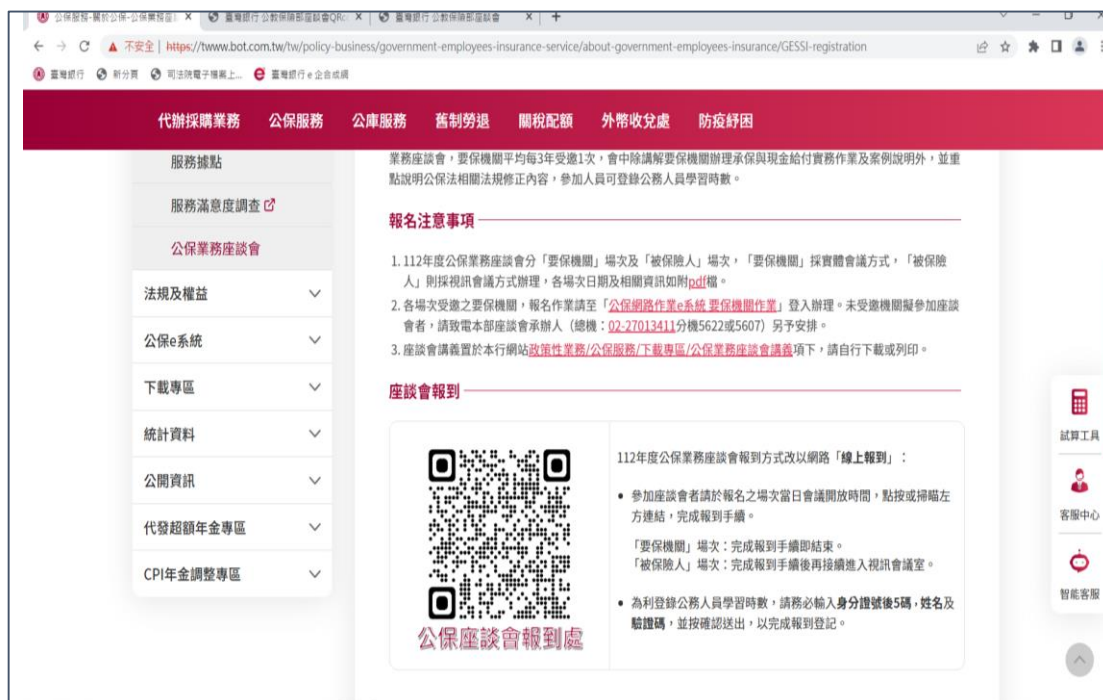 公保服務-關於公保-公保業務座
臺灣銀行 公教保險部座談會QRc
臺灣銀行 公教保險部座談會
不安全 | https://twww.bot.com.tw/tw/policy-business/government-employees-insurance-service/about-government-employees-insurance/GESSI-registration
臺灣銀行 新分頁 司法院電子檔案上... 臺灣銀行e企合成網
代辦採購業務 公保服務 公庫服務 舊制勞退 關稅配額 外幣收兌處 防疫紓困
服務據點
服務滿意度調查
公保業務座談會
法規及權益
公保e系統
下載專區
統計資料
公開資訊
代發超額年金專區
CPI年金調整專區
業務座談會,要保機關平均每3年受邀1次,會中除講解要保機關辦理承保與現金給付實務作業及案例說明外,並重
點說明公保法相關法規修正內容,參加人員可登錄公務人員學習時數。
報名注意事項
1. 112年度公保業務座談會分「要保機關」場次及「被保險人」場次,「要保機關」採實體會議方式,「被保險
人」則採視訊會議方式辦理,各場次日期及相關資訊如附pdf檔。
2. 各場次受邀之要保機關,報名作業請至「公保網路作業e系統 要保機關作業」登入辦理。未受邀機關擬參加座談
會者,請致電本部座談會承辦人(總機:02-27013411分機5622或5607)另予安排。
3. 座談會講義置於本行網站政策性業務/公保服務/下載專區/公保業務座談會講義項下,請自行下載或列印。
座談會報到
公保座談會報到處
112年度公保業務座談會報到方式改以網路「線上報到」:
• 參加座談會者請於報名之場次當日會議開放時間,點按或掃瞄左
方連結,完成報到手續。
「要保機關」場次:完成報到手續即結束。
「被保險人」場次:完成報到手續後再接續進入視訊會議室。
• 為利登錄公務人員學習時數,請務必輸入身分證號後5碼,姓名及
驗證碼,並按確認送出,以完成報到登記。
試算工具
客服中心
智能客服